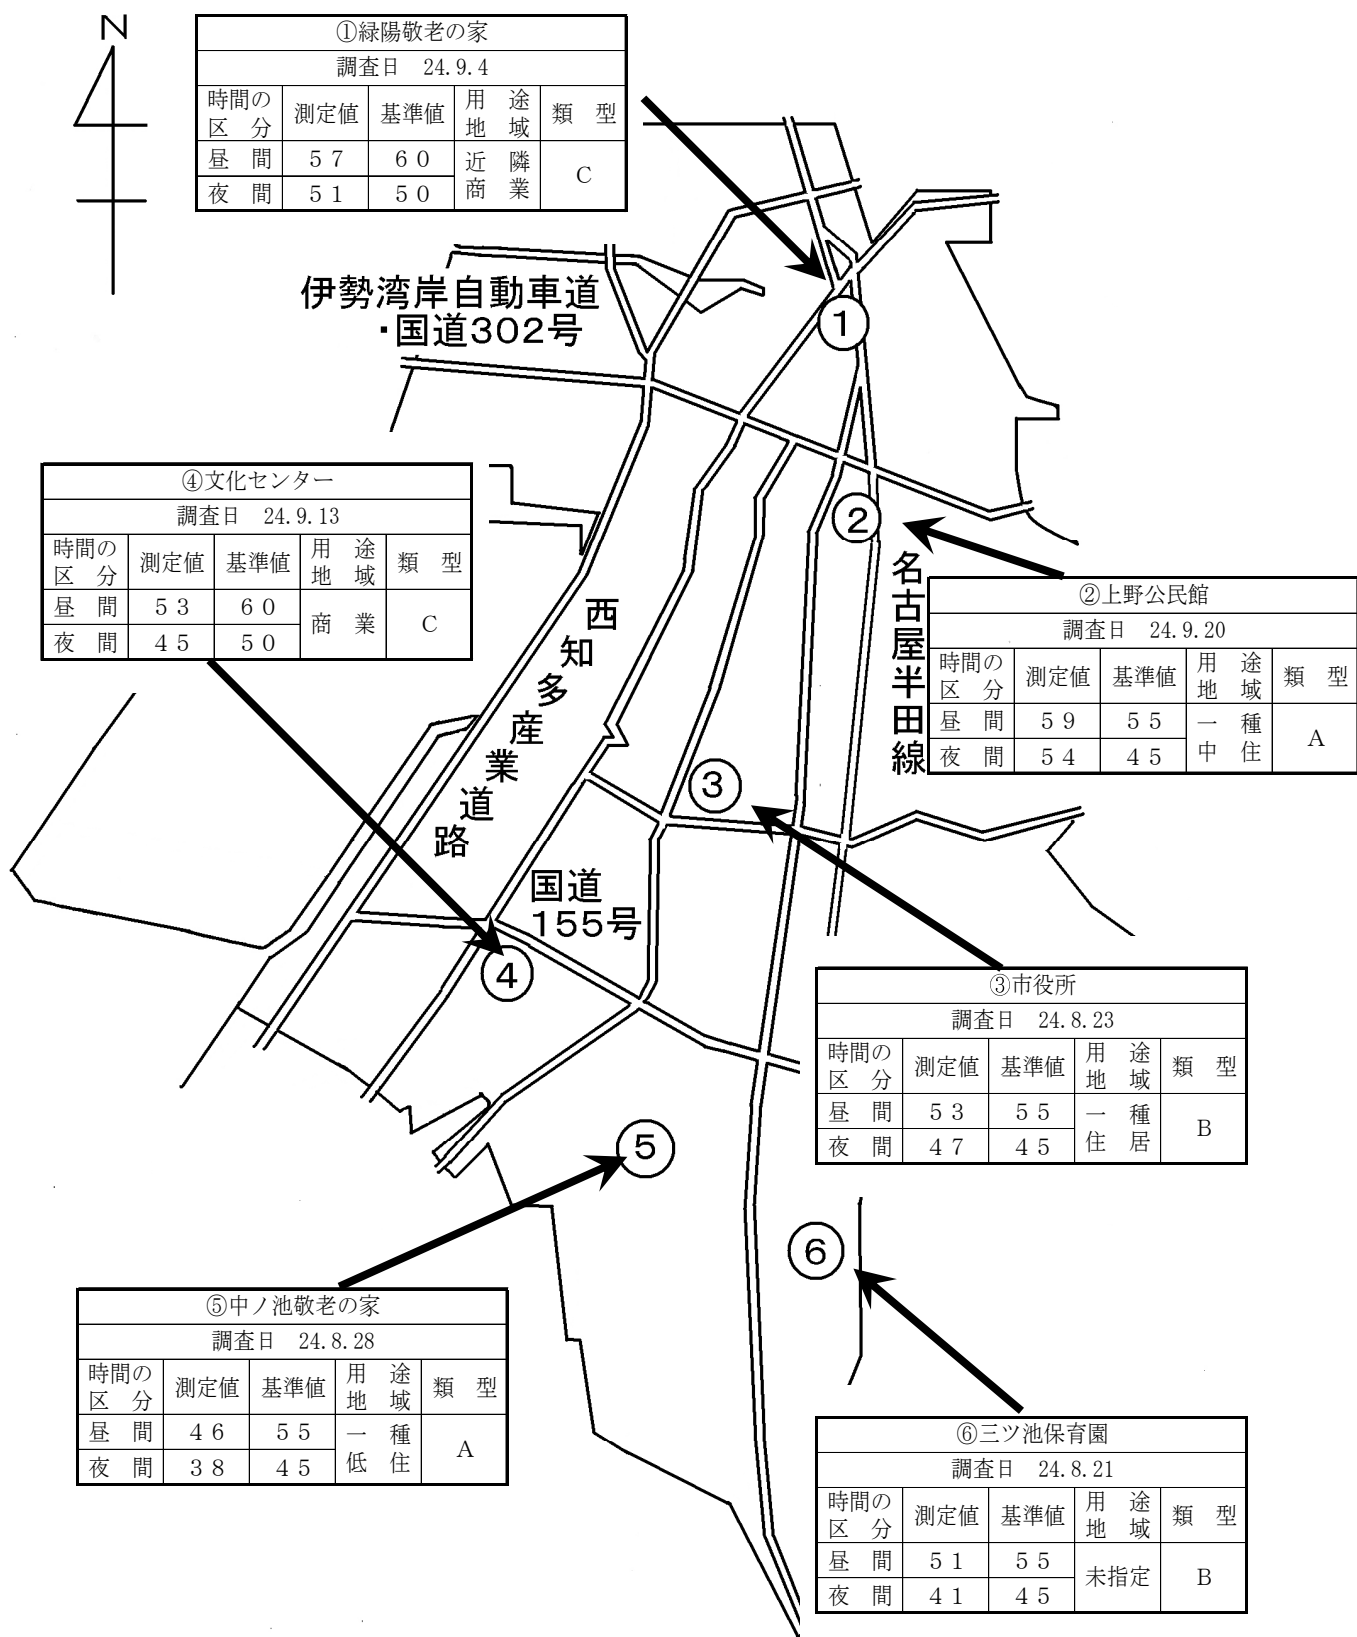 N
①緑陽敬老の家
調査日 24.9.4
時間の区分 測定値 基準値 用途地域 類型
昼間 57 60 近隣商業 C
夜間 51 50
伊勢湾岸自動車道
・国道302号
①
④文化センター
調査日 24.9.13
時間の区分 測定値 基準値 用途地域 類型
昼間 53 60 商業 C
夜間 45 50
②
名古屋半田線
②上野公民館
調査日 24.9.20
時間の区分 測定値 基準値 用途地域 類型
昼間 59 55 一種中住 A
夜間 54 45
西知多産業道路
③
国道
155号
④
③市役所
調査日 24.8.23
時間の区分 測定値 基準値 用途地域 類型
昼間 53 55 一種住居 B
夜間 47 45
⑤
⑥
⑤中ノ池敬老の家
調査日 24.8.28
時間の区分 測定値 基準値 用途地域 類型
昼間 46 55 一種低住 A
夜間 38 45
⑥三ツ池保育園
調査日 24.8.21
時間の区分 測定値 基準値 用途地域 類型
昼間 51 55 未指定 B
夜間 41 45